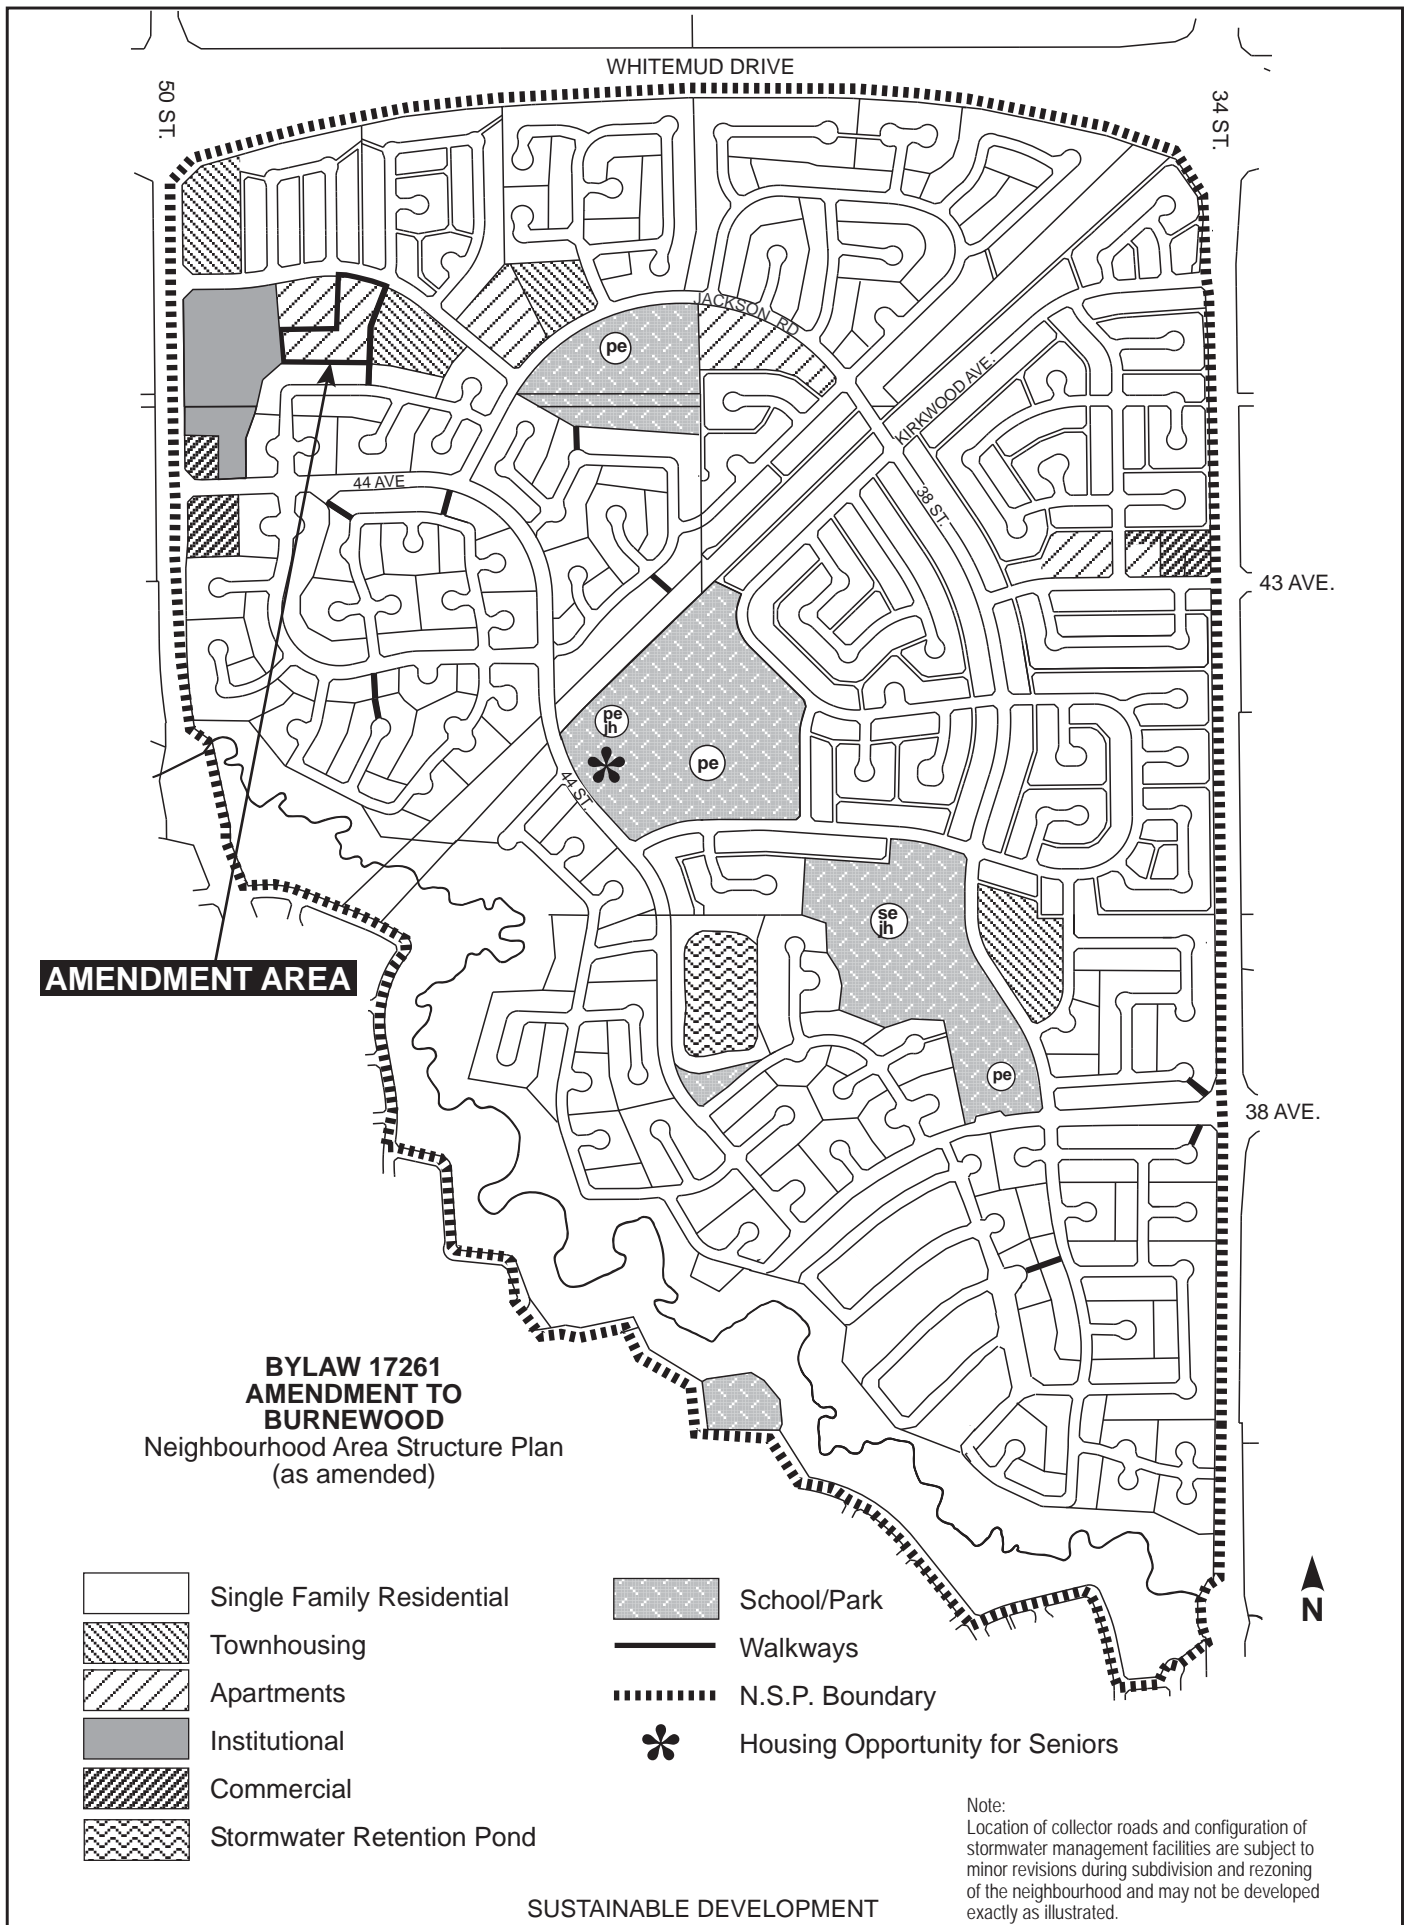 WHITEMUD DRIVE
50 ST.
34 ST.
JACKSON RD
pe
KIRKWOOD AVE.
44 AVE
38 ST.
43 AVE.
pe
jh
pe
44 ST.
se
jh
AMENDMENT AREA
pe
38 AVE.
BYLAW 17261
AMENDMENT TO
BURNEWOOD
Neighbourhood Area Structure Plan
(as amended)
Single Family Residential
Townhousing
Apartments
Institutional
Commercial
Stormwater Retention Pond
School/Park
Walkways
N.S.P. Boundary
Housing Opportunity for Seniors
N
Note:
Location of collector roads and configuration of
stormwater management facilities are subject to
minor revisions during subdivision and rezoning
of the neighbourhood and may not be developed
exactly as illustrated.
SUSTAINABLE DEVELOPMENT